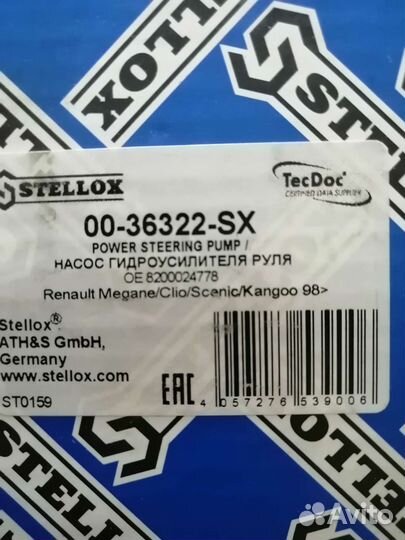 STELLOX
TecDoc
CERTIFIED DATA SUPPLIER
00-36322-SX
POWER STEERING PUMP /
НАСОС ГИДРОУСИЛИТЕЛЯ РУЛЯ
OE 8200024778
Renault Megane/Clio/Scenic/Kangoo 98>
Stellox®
ATH&S GmbH,
Germany
www.stellox.com
ST0159
EAC
4 057276 539006
Avito